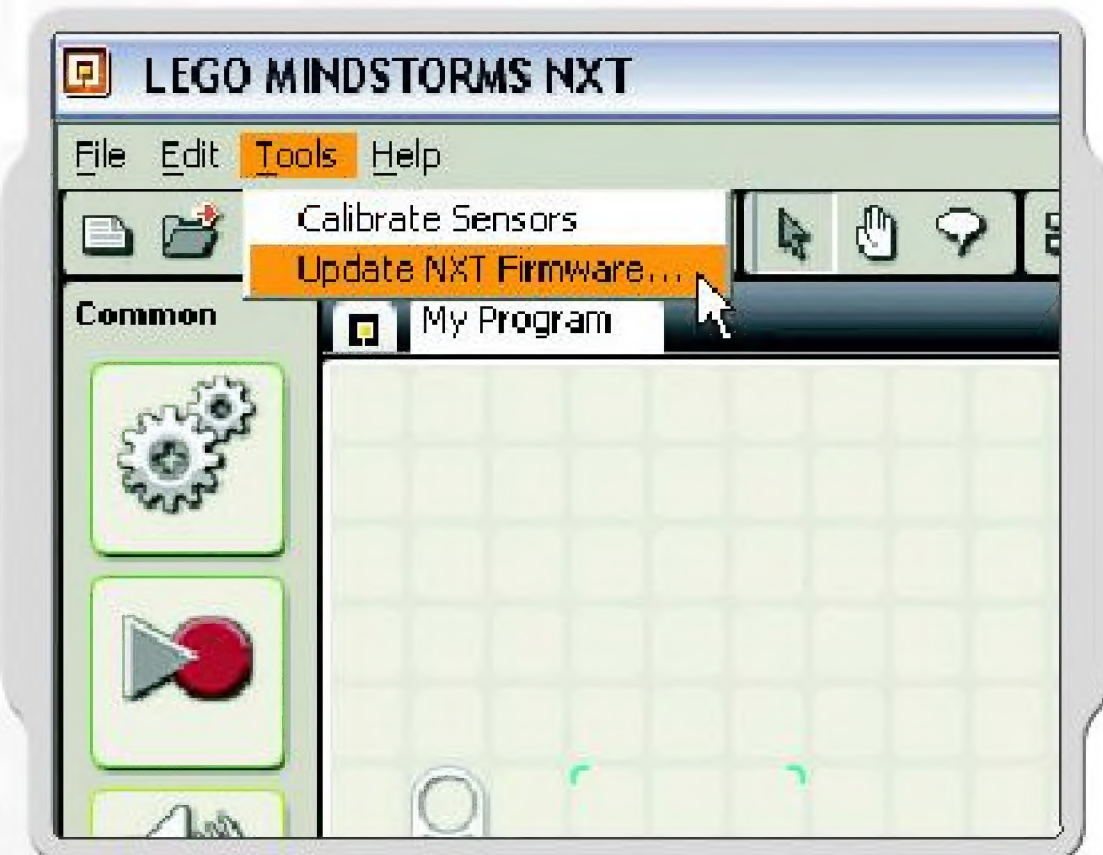 LEGO MINDSTORMS NXT
File Edit Tools Help
Calibrate Sensors
Update NXT Firmware...
Common
My Program